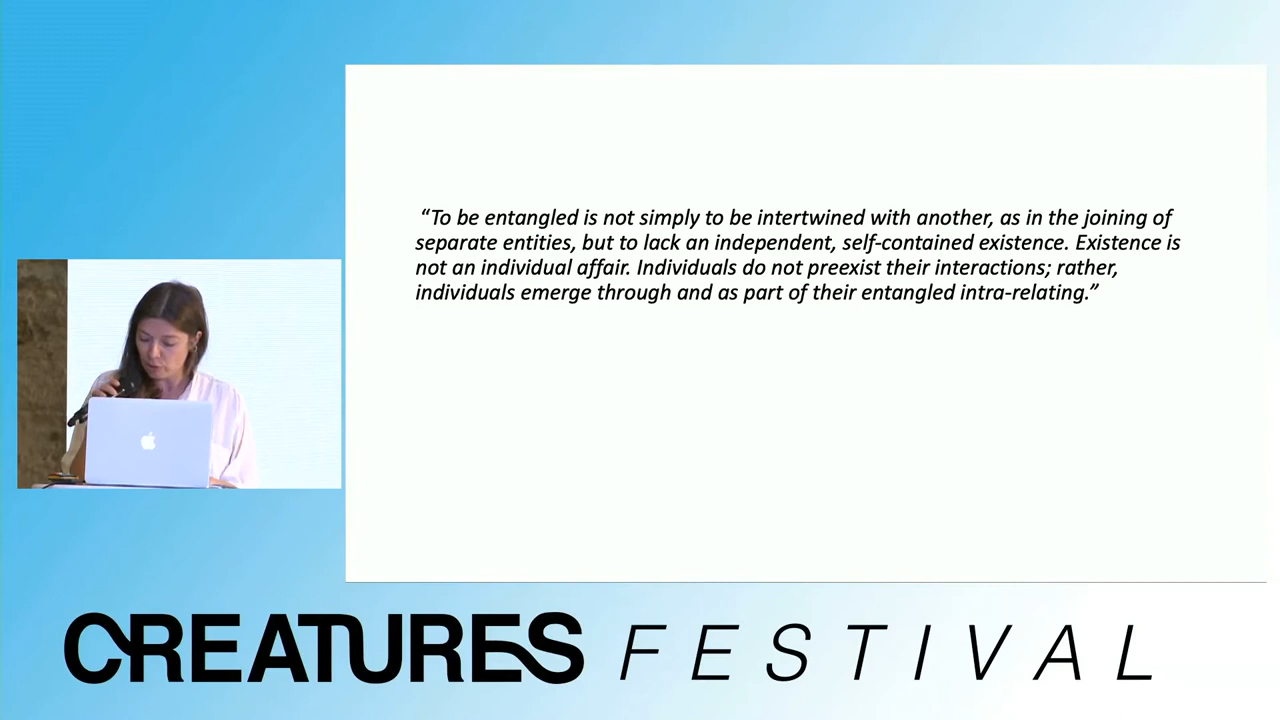 “To be entangled is not simply to be intertwined with another, as in the joining of
separate entities, but to lack an independent, self-contained existence. Existence is
not an individual affair. Individuals do not preexist their interactions; rather,
individuals emerge through and as part of their entangled intra-relating.”
CREATURES FESTIVAL